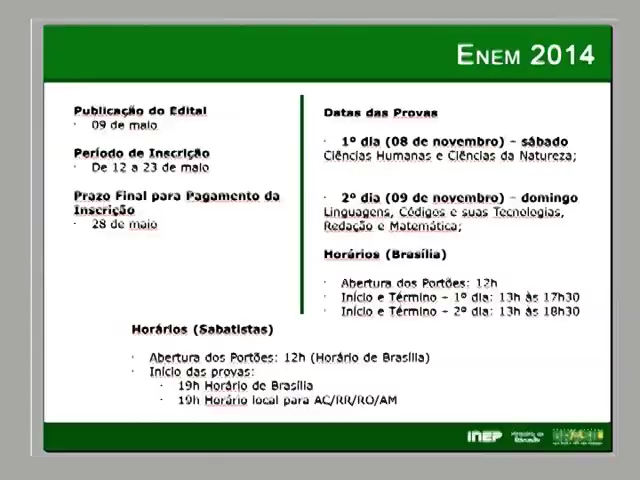 ENEM 2014
Publicação do Edital
· 09 de maio
Período de Inscrição
· De 12 a 23 de maio
Prazo Final para Pagamento da
Inscrição
· 28 de maio
Datas das Provas
· 1º dia (08 de novembro) – sábado
Ciências Humanas e Ciências da Natureza;
· 2º dia (09 de novembro) – domingo
Linguagens, Códigos e suas Tecnologias,
Redação e Matemática;
Horários (Brasília)
· Abertura dos Portões: 12h
· Início e Término – 1º dia: 13h às 17h30
· Início e Término – 2º dia: 13h às 18h30
Horários (Sabatistas)
· Abertura dos Portões: 12h (Horário de Brasília)
· Início das provas:
· 19h Horário de Brasília
· 19h Horário local para AC/RR/RO/AM
INEP